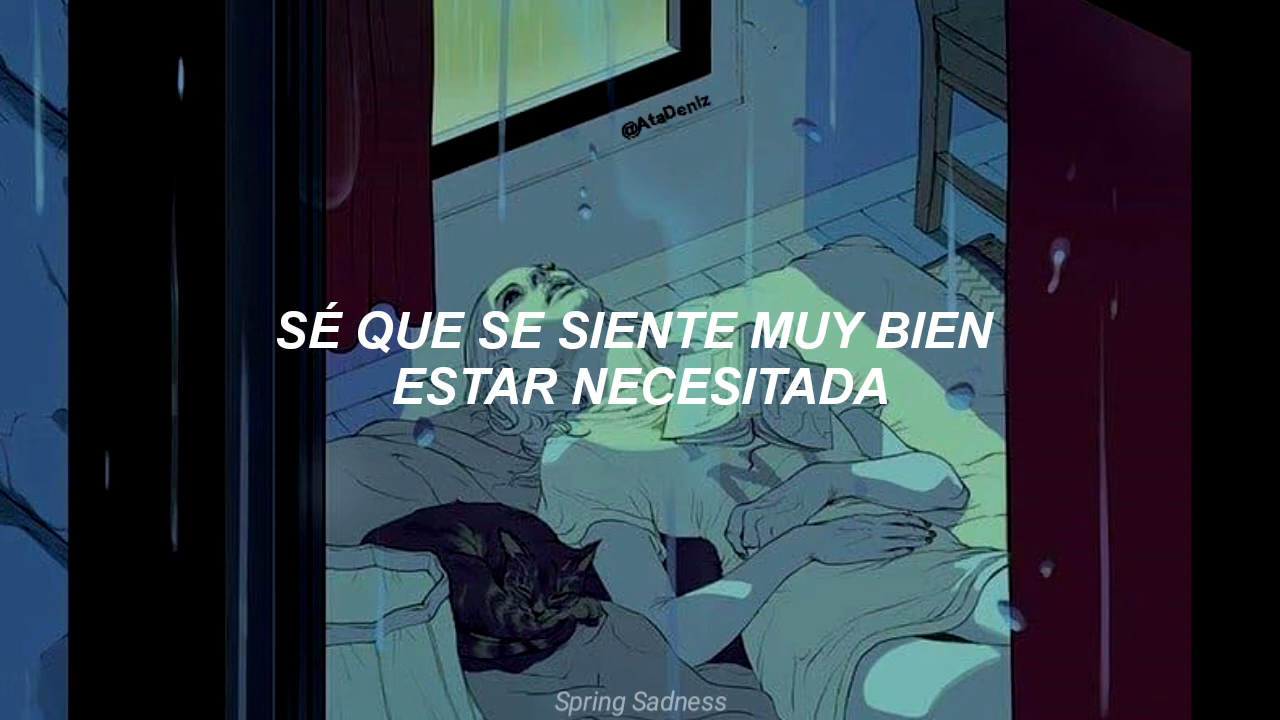 @AtaDeniz
SÉ QUE SE SIENTE MUY BIEN
ESTAR NECESITADA
Spring Sadness